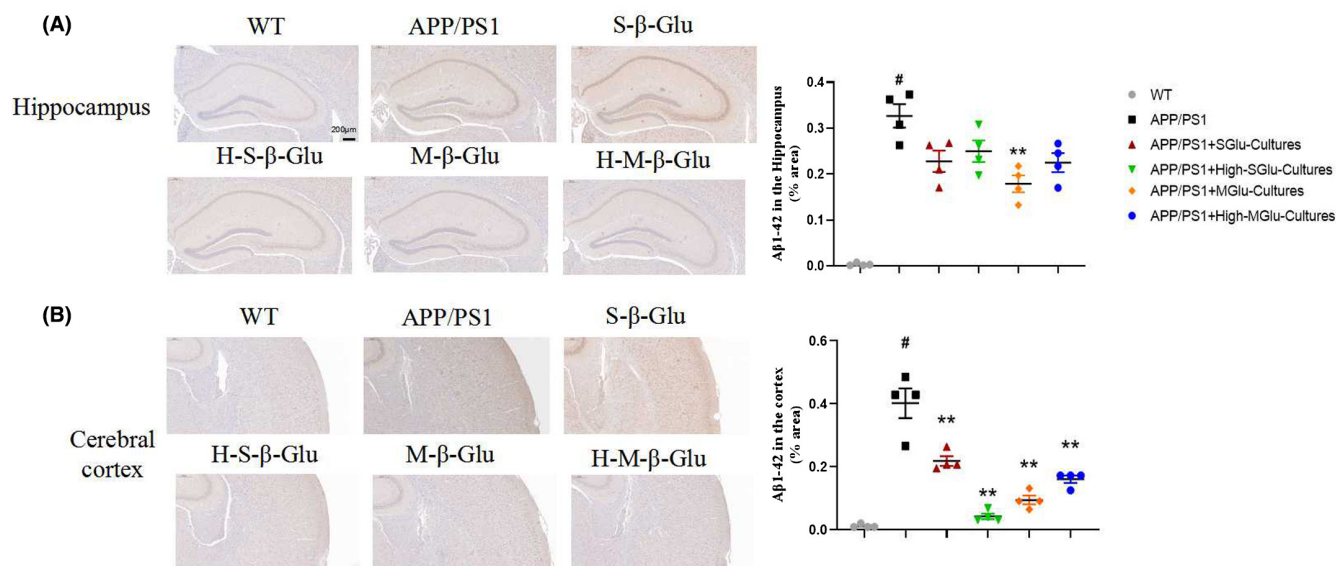 (A)
WT
APP/PS1
S-β-Glu
Hippocampus
200μm
H-S-β-Glu
M-β-Glu
H-M-β-Glu
Aβ1-42 in the Hippocampus
(% area)
0.4
0.3
0.2
0.1
0.0
#
**
WT
APP/PS1
APP/PS1+SGlu-Cultures
APP/PS1+High-SGlu-Cultures
APP/PS1+MGlu-Cultures
APP/PS1+High-MGlu-Cultures
(B)
WT
APP/PS1
S-β-Glu
Cerebral
cortex
H-S-β-Glu
M-β-Glu
H-M-β-Glu
Aβ1-42 in the cortex
(% area)
0.6
0.4
0.2
0.0
#
**
**
**
**